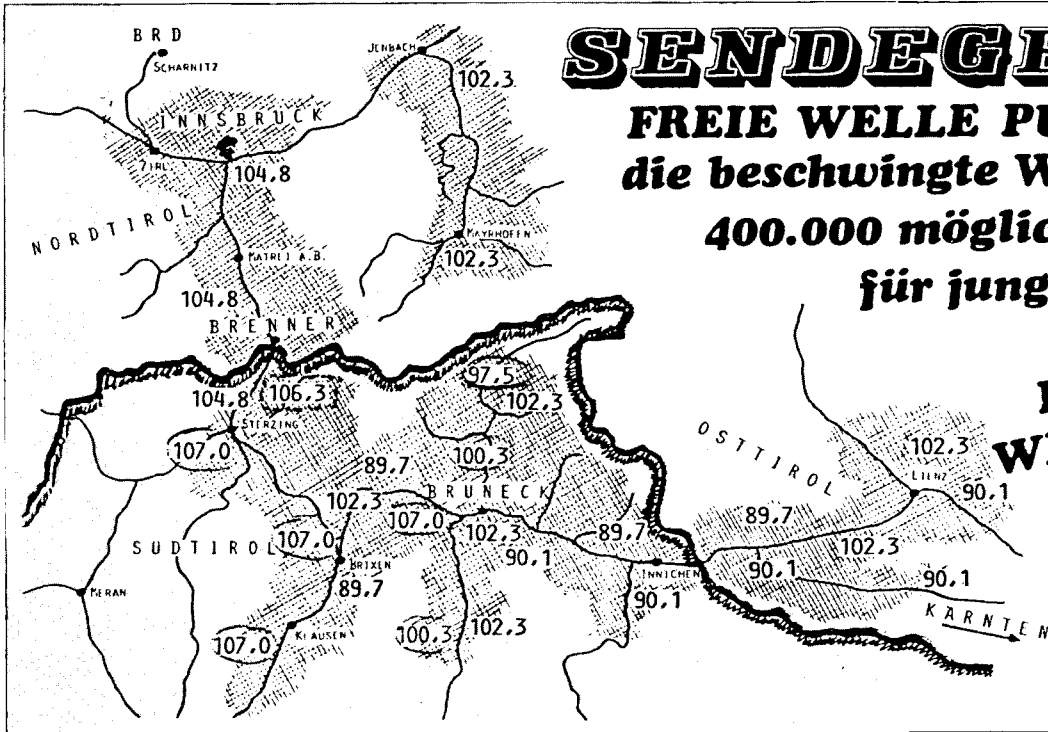 SENDEGE
FREIE WELLE PU
die beschwingte W
400.000 möglic
für jung
BRD
SCHARNITZ
JENBACH
102,3
INNSBRUCK
ZIRL
104.8
NORDTIROL
MATREI A.B.
MAYRHOFEN
102.3
104.8
BRENNER
104.8
106,3
97,5
102.3
STERZING
107.0
100,3
OSTTIROL
102.3
LIENZ
90,1
89.7
102.3
BRUNECK
107.0
102.3
89,7
89.7
102.3
SÜDTIROL
107.0
BRIXEN
90.1
INNICHEN
90.1
90.1
MERAN
89.7
90.1
KÄRNTEN
KLAUSEN
107.0
100.3
102.3